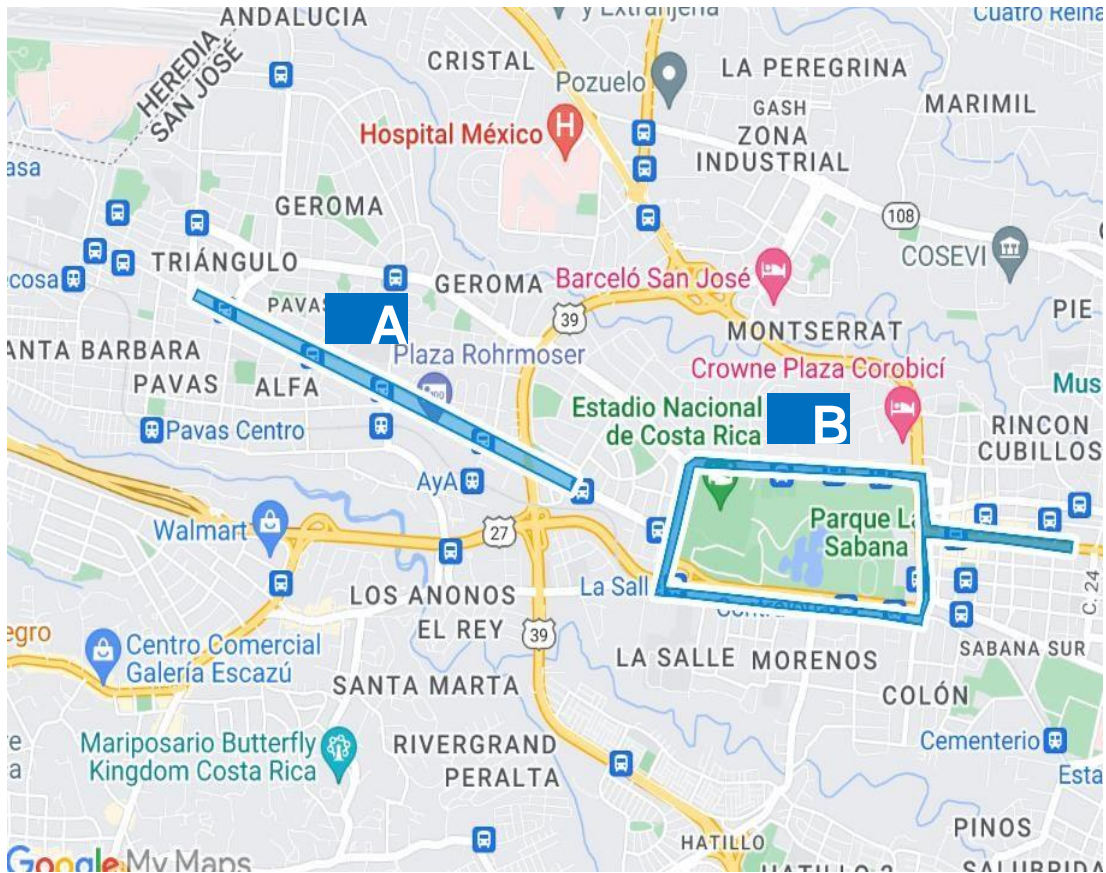 ANDALUCIA
y Extranjería
Cuatro Reina
HEREDIA
SAN JOSÉ
CRISTAL
Pozuelo
LA PEREGRINA
GASH
ZONA
INDUSTRIAL
MARIMIL
Hospital México
H
asa
GEROMA
108
COSEVI
TRIÁNGULO
ecosa
PAVAS
GEROMA
Barceló San José
39
PIE
A
MONTSERRAT
ANTA BARBARA
Plaza Rohrmoser
Crowne Plaza Corobicí
PAVAS
ALFA
Mus
Estadio Nacional
de Costa Rica
B
RINCON
CUBILLOS
Pavas Centro
AyA
Walmart
27
Parque La
Sabana
La Sall
C. 24
LOS ANONOS
EL REY
39
egro
Centro Comercial
Galería Escazú
LA SALLE
MORENOS
SABANA SUR
SANTA MARTA
COLÓN
Mariposario Butterfly
Kingdom Costa Rica
RIVERGRAND
PERALTA
Cementerio
Esta
e
a
HATILLO
PINOS
Google My Maps
HATILLO 2
SALUBRIDA